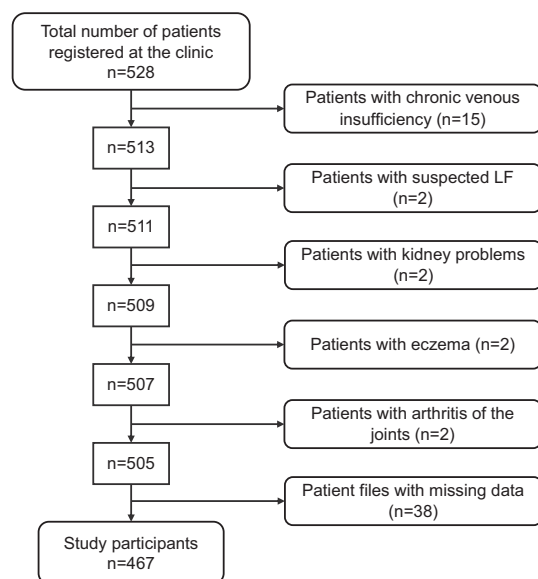 Total number of patients
registered at the clinic
n=528
Patients with chronic venous
insufficiency (n=15)
n=513
Patients with suspected LF
(n=2)
n=511
Patients with kidney problems
(n=2)
n=509
Patients with eczema (n=2)
n=507
Patients with arthritis of the
joints (n=2)
n=505
Patient files with missing data
(n=38)
Study participants
n=467